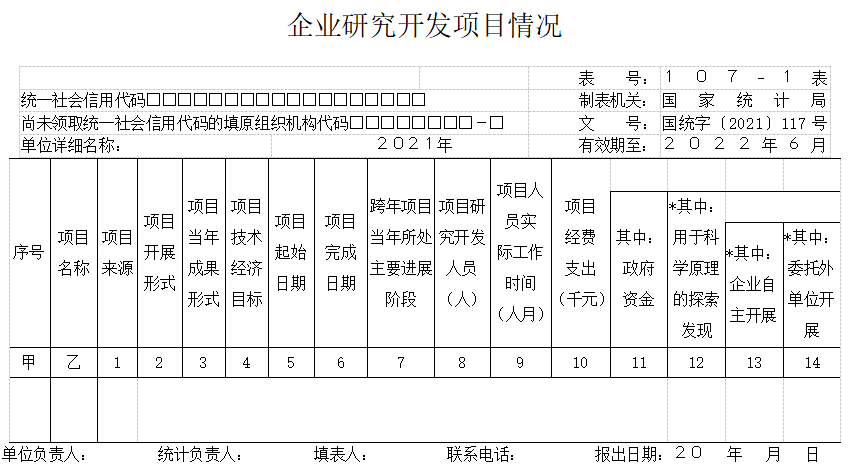 企业研究开发项目情况
表 号： １０７－１表
统一社会信用代码□□□□□□□□□□□□□□□□□□ 制表机关： 国家统计局
尚未领取统一社会信用代码的填原组织机构代码□□□□□□□□－□ 文 号： 国统字〔2021〕117号
单位详细名称： ２０２１年 有效期至： ２０２２年６月
序号
项目
名称
项目
来源
项目
开展
形式
项目
当年
成果
形式
项目
技术
经济
目标
项目
起始
日期
项目
完成
日期
跨年项目
当年所处
主要进展
阶段
项目研
究开发
人员
（人）
项目人
员实
际工作
时间
（人月）
项目
经费
支出
（千元）
其中：
政府
资金
*其中：
用于科
学原理
的探索
发现
*其中：
企业自
主开展
*其中：
委托外
单位开
展
甲 乙 1 2 3 4 5 6 7 8 9 10 11 12 13 14
单位负责人： 统计负责人： 填表人： 联系电话： 报出日期：２０ 年 月 日